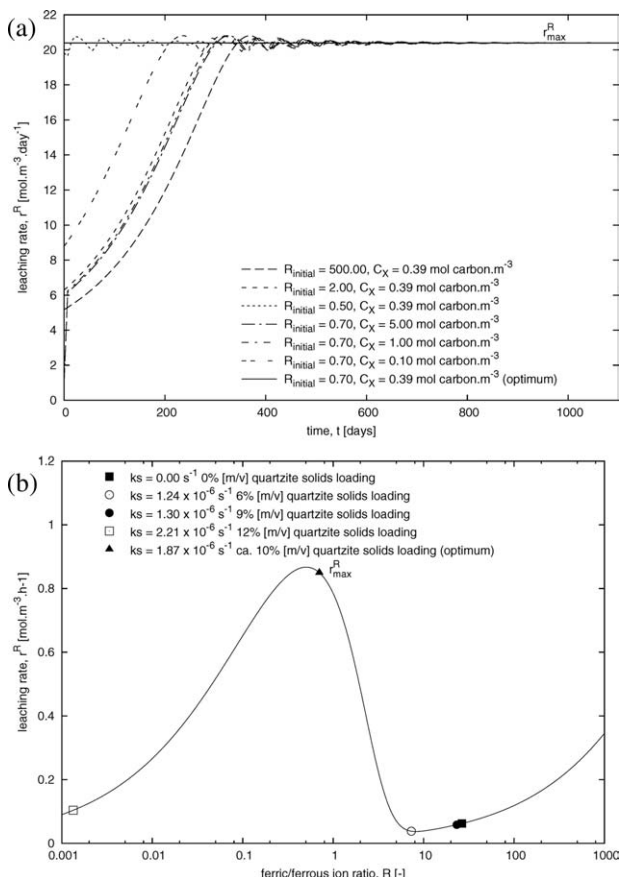 (a)
22
20
18
16
14
12
10
8
6
4
2
0
leaching rate, r^R [mol.m^-3.day^-1]
r^R_max
R_initial = 500.00, C_X = 0.39 mol carbon.m^-3
R_initial = 2.00, C_X = 0.39 mol carbon.m^-3
R_initial = 0.50, C_X = 0.39 mol carbon.m^-3
R_initial = 0.70, C_X = 5.00 mol carbon.m^-3
R_initial = 0.70, C_X = 1.00 mol carbon.m^-3
R_initial = 0.70, C_X = 0.10 mol carbon.m^-3
R_initial = 0.70, C_X = 0.39 mol carbon.m^-3 (optimum)
0 200 400 600 800 1000
time, t [days]
(b)
1.2
1
0.8
0.6
0.4
0.2
0
leaching rate, r^R [mol.m^-3.h-1]
ks = 0.00 s^-1 0% [m/v] quartzite solids loading
ks = 1.24 x 10^-6 s^-1 6% [m/v] quartzite solids loading
ks = 1.30 x 10^-6 s^-1 9% [m/v] quartzite solids loading
ks = 2.21 x 10^-6 s^-1 12% [m/v] quartzite solids loading
ks = 1.87 x 10^-6 s^-1 ca. 10% [m/v] quartzite solids loading (optimum)
r^R_max
0.001 0.01 0.1 1 10 100 1000
ferric/ferrous ion ratio, R [-]